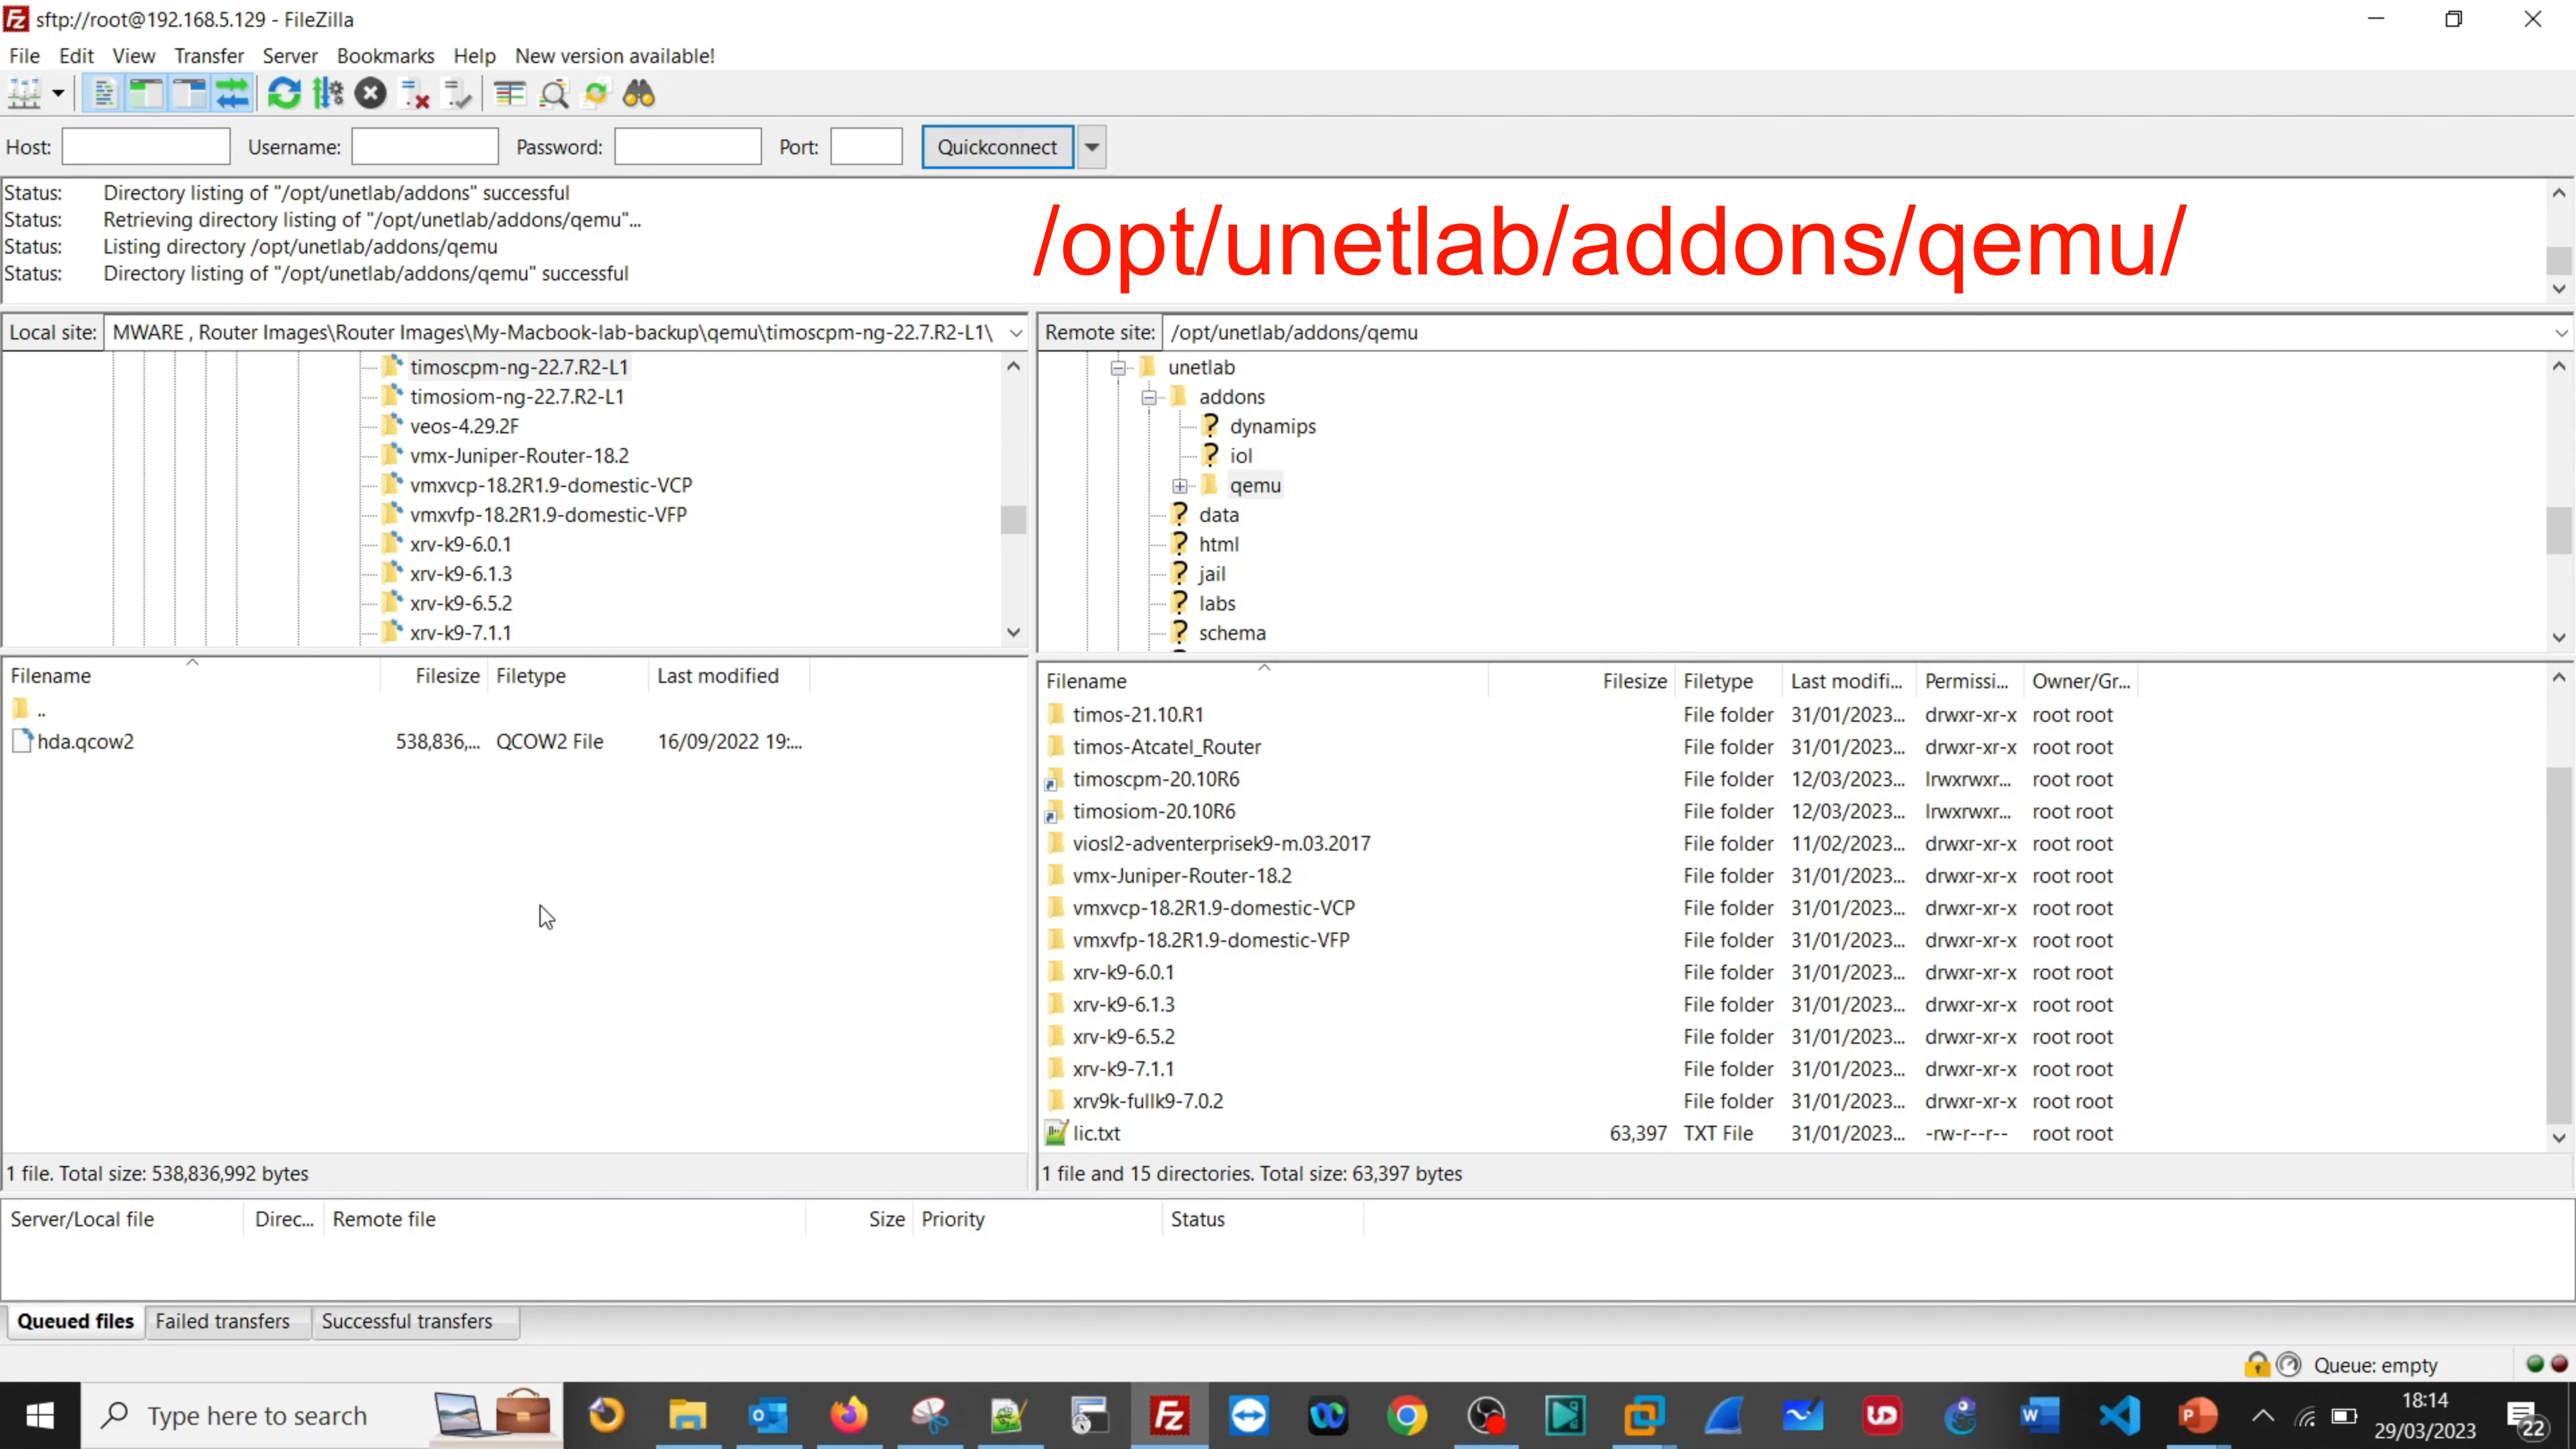 sftp://root@192.168.5.129 - FileZilla
File Edit View Transfer Server Bookmarks Help New version available!
Host: Username: Password: Port: Quickconnect
Status: Directory listing of "/opt/unetlab/addons" successful
Status: Retrieving directory listing of "/opt/unetlab/addons/qemu"...
Status: Listing directory /opt/unetlab/addons/qemu
Status: Directory listing of "/opt/unetlab/addons/qemu" successful
/opt/unetlab/addons/qemu/
Local site: MWARE , Router Images\Router Images\My-Macbook-lab-backup\qemu\timoscpm-ng-22.7.R2-L1\
timoscpm-ng-22.7.R2-L1
timosiom-ng-22.7.R2-L1
veos-4.29.2F
vmx-Juniper-Router-18.2
vmxvcp-18.2R1.9-domestic-VCP
vmxvfp-18.2R1.9-domestic-VFP
xrv-k9-6.0.1
xrv-k9-6.1.3
xrv-k9-6.5.2
xrv-k9-7.1.1
Filename Filesize Filetype Last modified
..
hda.qcow2 538,836,... QCOW2 File 16/09/2022 19:...
1 file. Total size: 538,836,992 bytes
Remote site: /opt/unetlab/addons/qemu
unetlab
addons
dynamips
iol
qemu
data
html
jail
labs
schema
Filename Filesize Filetype Last modifi... Permissi... Owner/Gr...
timos-21.10.R1 File folder 31/01/2023... drwxr-xr-x root root
timos-Atcatel_Router File folder 31/01/2023... drwxr-xr-x root root
timoscpm-20.10R6 File folder 12/03/2023... lrwxrwxr... root root
timosiom-20.10R6 File folder 12/03/2023... lrwxrwxr... root root
viosl2-adventerprisek9-m.03.2017 File folder 11/02/2023... drwxr-xr-x root root
vmx-Juniper-Router-18.2 File folder 31/01/2023... drwxr-xr-x root root
vmxvcp-18.2R1.9-domestic-VCP File folder 31/01/2023... drwxr-xr-x root root
vmxvfp-18.2R1.9-domestic-VFP File folder 31/01/2023... drwxr-xr-x root root
xrv-k9-6.0.1 File folder 31/01/2023... drwxr-xr-x root root
xrv-k9-6.1.3 File folder 31/01/2023... drwxr-xr-x root root
xrv-k9-6.5.2 File folder 31/01/2023... drwxr-xr-x root root
xrv-k9-7.1.1 File folder 31/01/2023... drwxr-xr-x root root
xrv9k-fullk9-7.0.2 File folder 31/01/2023... drwxr-xr-x root root
lic.txt 63,397 TXT File 31/01/2023... -rw-r--r-- root root
1 file and 15 directories. Total size: 63,397 bytes
Server/Local file Direc... Remote file Size Priority Status
Queued files Failed transfers Successful transfers
Queue: empty
Type here to search
18:14
29/03/2023
22